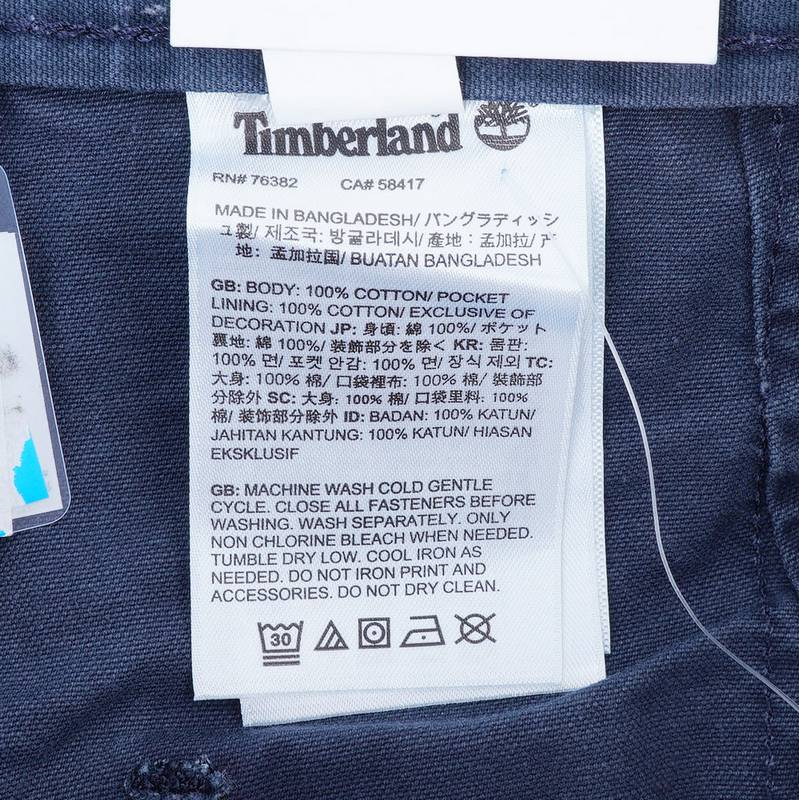 Timberland
RN# 76382 CA# 58417
MADE IN BANGLADESH/ バングラディッシ
ュ製/ 제조국: 방글라데시/ 產地: 孟加拉/ 产
地: 孟加拉国/ BUATAN BANGLADESH
GB: BODY: 100% COTTON/ POCKET
LINING: 100% COTTON/ EXCLUSIVE OF
DECORATION JP: 身頃: 綿 100%/ ポケット
裏地: 綿 100%/ 装飾部分を除く KR: 몸판:
100% 면/ 포켓 안감: 100% 면/ 장식 제외 TC:
大身: 100% 棉/ 口袋裡布: 100% 棉/ 裝飾部
分除外 SC: 大身: 100% 棉/ 口袋里料: 100%
棉/ 装饰部分除外 ID: BADAN: 100% KATUN/
JAHITAN KANTUNG: 100% KATUN/ HIASAN
EKSKLUSIF
GB: MACHINE WASH COLD GENTLE
CYCLE. CLOSE ALL FASTENERS BEFORE
WASHING. WASH SEPARATELY. ONLY
NON CHLORINE BLEACH WHEN NEEDED.
TUMBLE DRY LOW. COOL IRON AS
NEEDED. DO NOT IRON PRINT AND
ACCESSORIES. DO NOT DRY CLEAN.
30